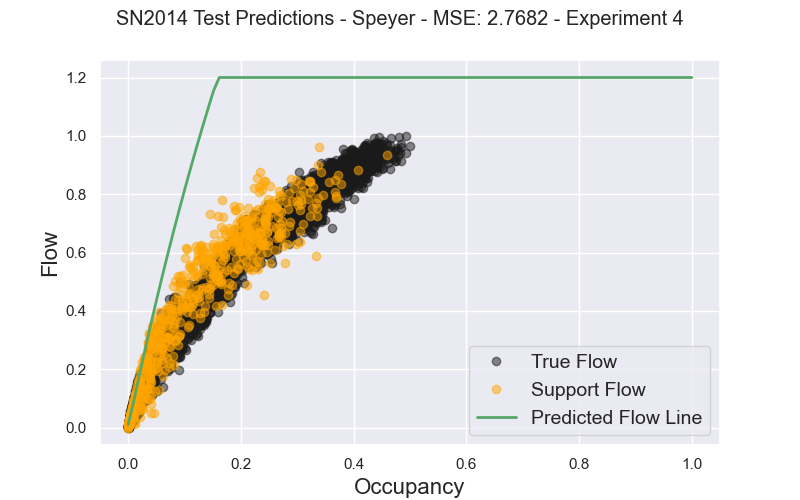 SN2014 Test Predictions - Speyer - MSE: 2.7682 - Experiment 4
1.2
1.0
0.8
0.6
0.4
0.2
0.0
Flow
True Flow
Support Flow
Predicted Flow Line
0.0 0.2 0.4 0.6 0.8 1.0
Occupancy